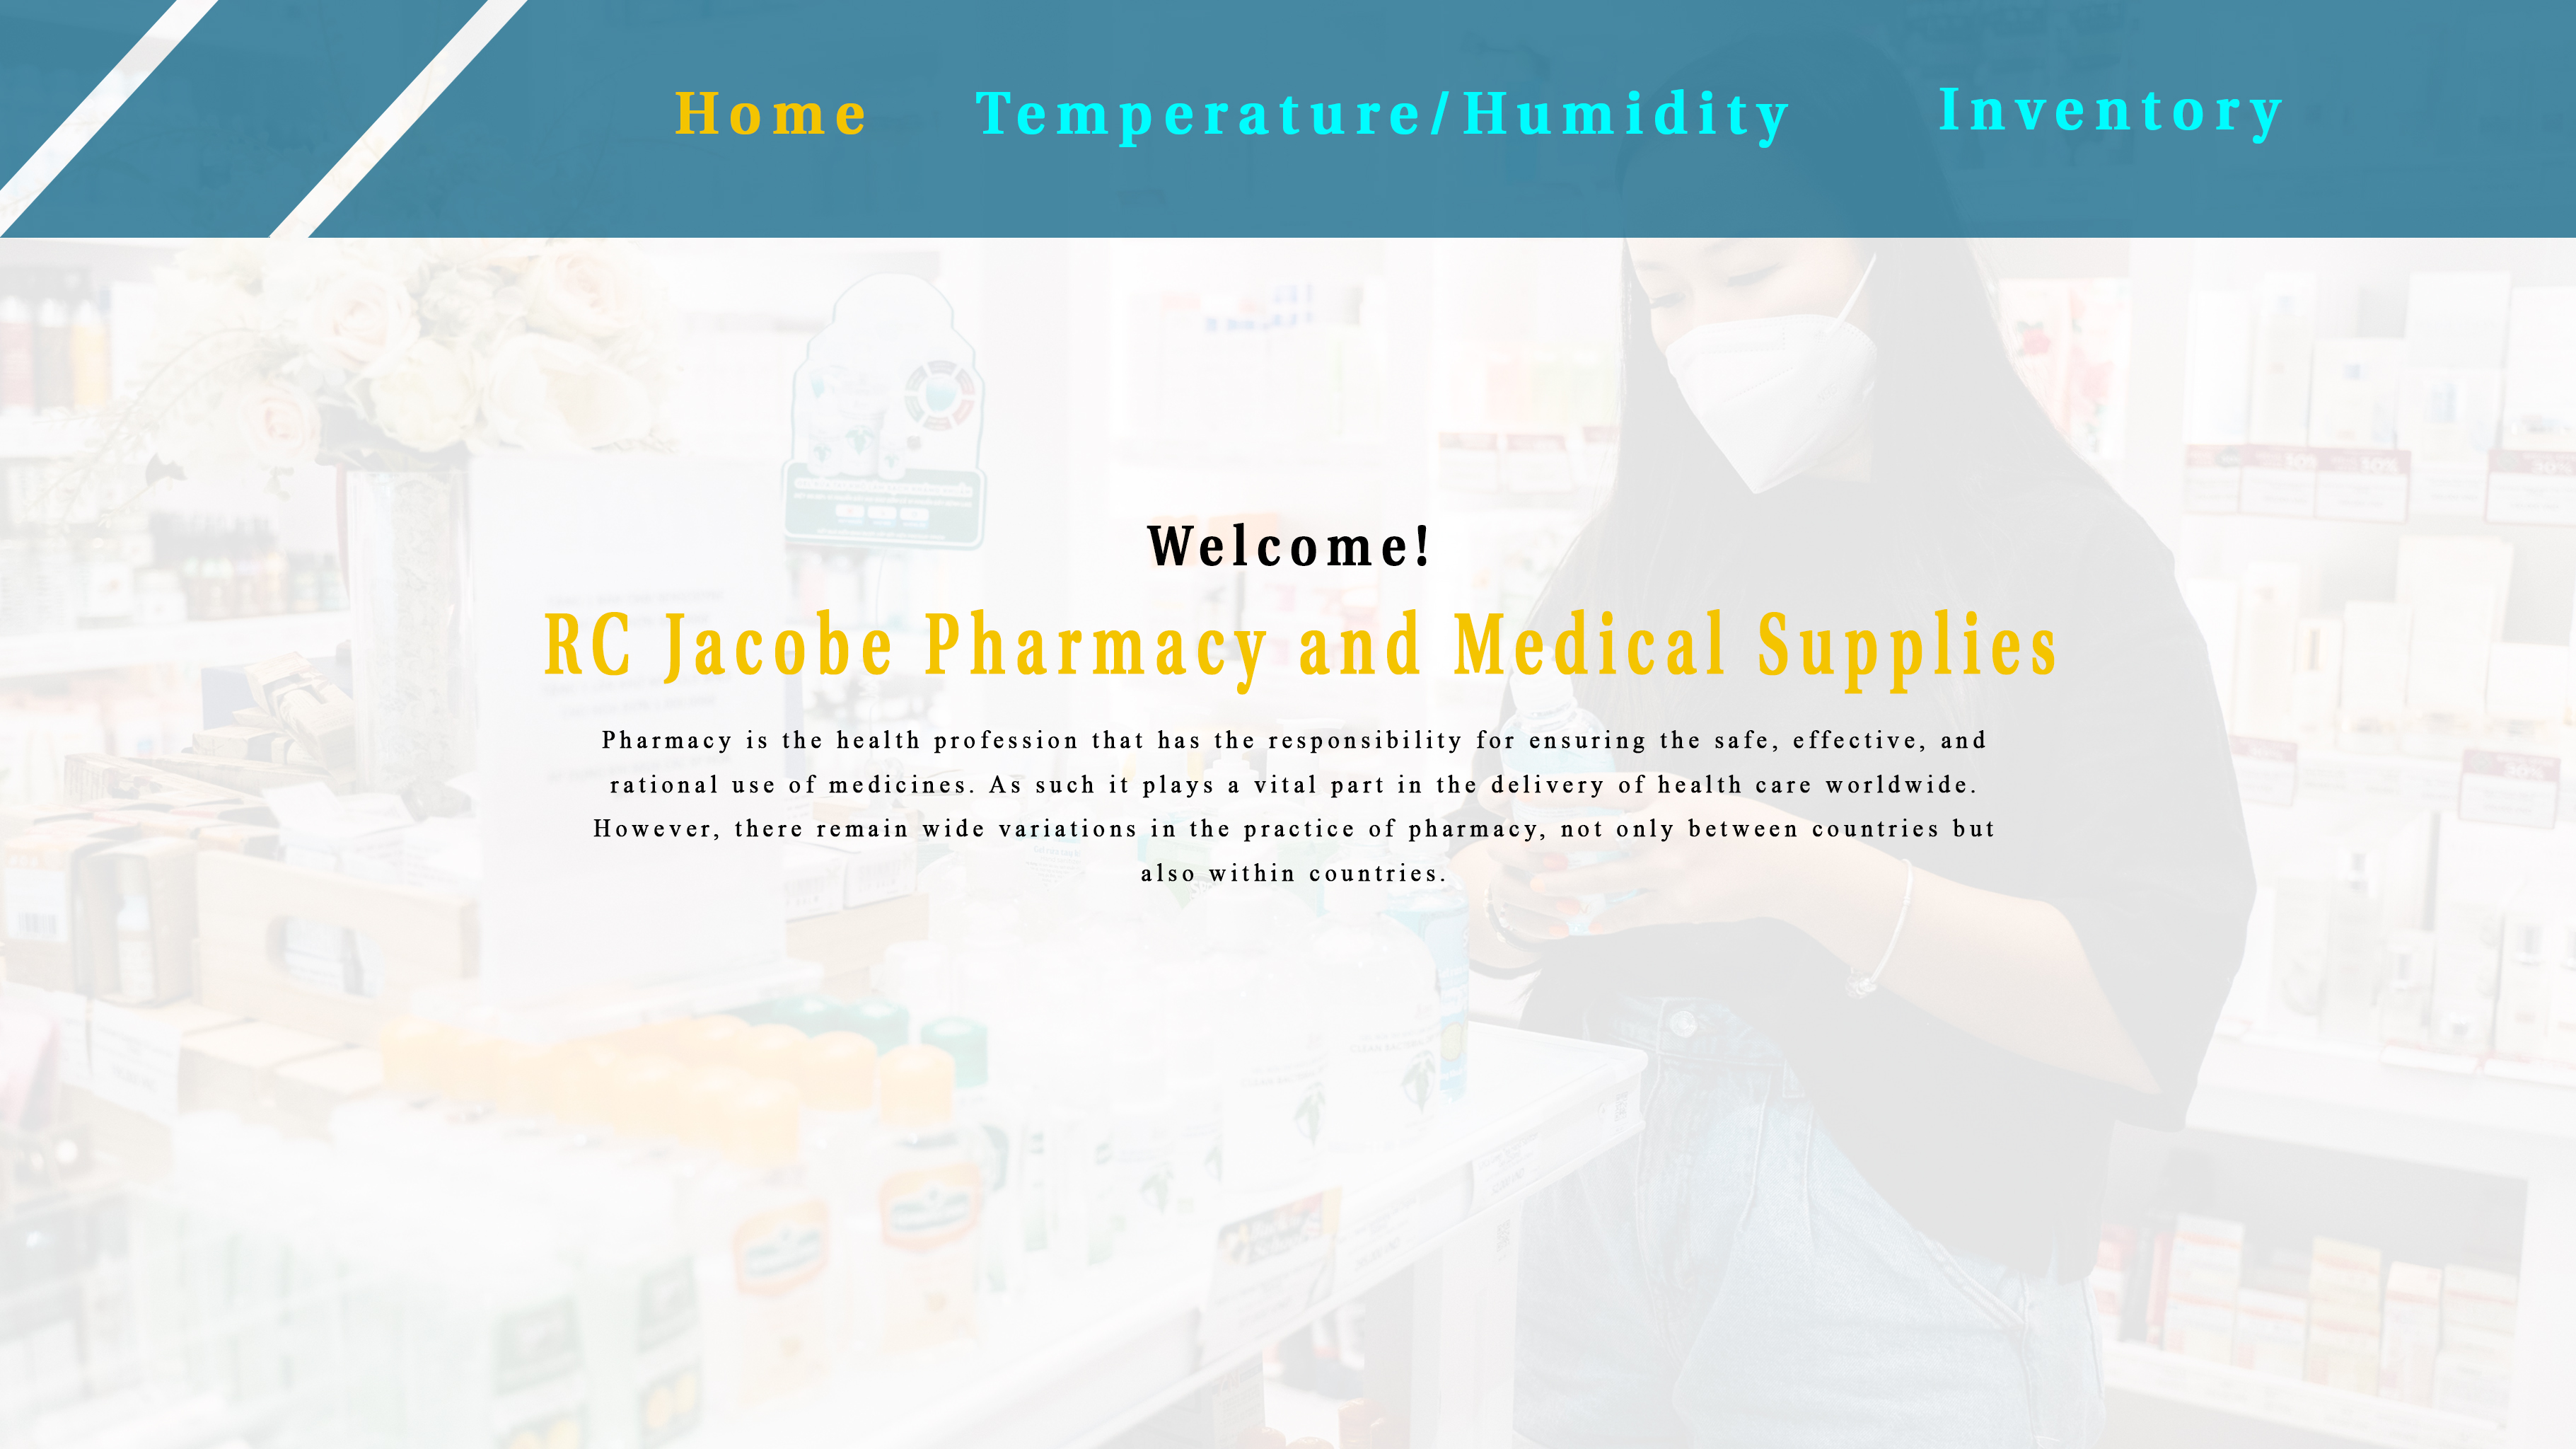 Home Temperature/Humidity Inventory
Welcome!
RC Jacobe Pharmacy and Medical Supplies
Pharmacy is the health profession that has the responsibility for ensuring the safe, effective, and
rational use of medicines. As such it plays a vital part in the delivery of health care worldwide.
However, there remain wide variations in the practice of pharmacy, not only between countries but
also within countries.